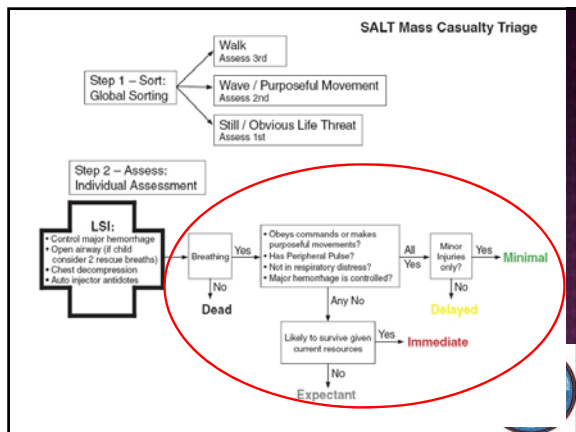 SALT Mass Casualty Triage
Walk
Assess 3rd
Step 1 – Sort:
Global Sorting
Wave / Purposeful Movement
Assess 2nd
Still / Obvious Life Threat
Assess 1st
Step 2 – Assess:
Individual Assessment
LSI:
• Control major hemorrhage
• Open airway (if child
consider 2 rescue breaths)
• Chest decompression
• Auto injector antidotes
Breathing
Yes
No
Dead
• Obeys commands or makes
purposeful movements?
• Has Peripheral Pulse?
• Not in respiratory distress?
• Major hemorrhage is controlled?
All
Yes
Minor
Injuries
only?
Yes
Minimal
No
Delayed
Any No
Likely to survive given
current resources
Yes
Immediate
No
Expectant